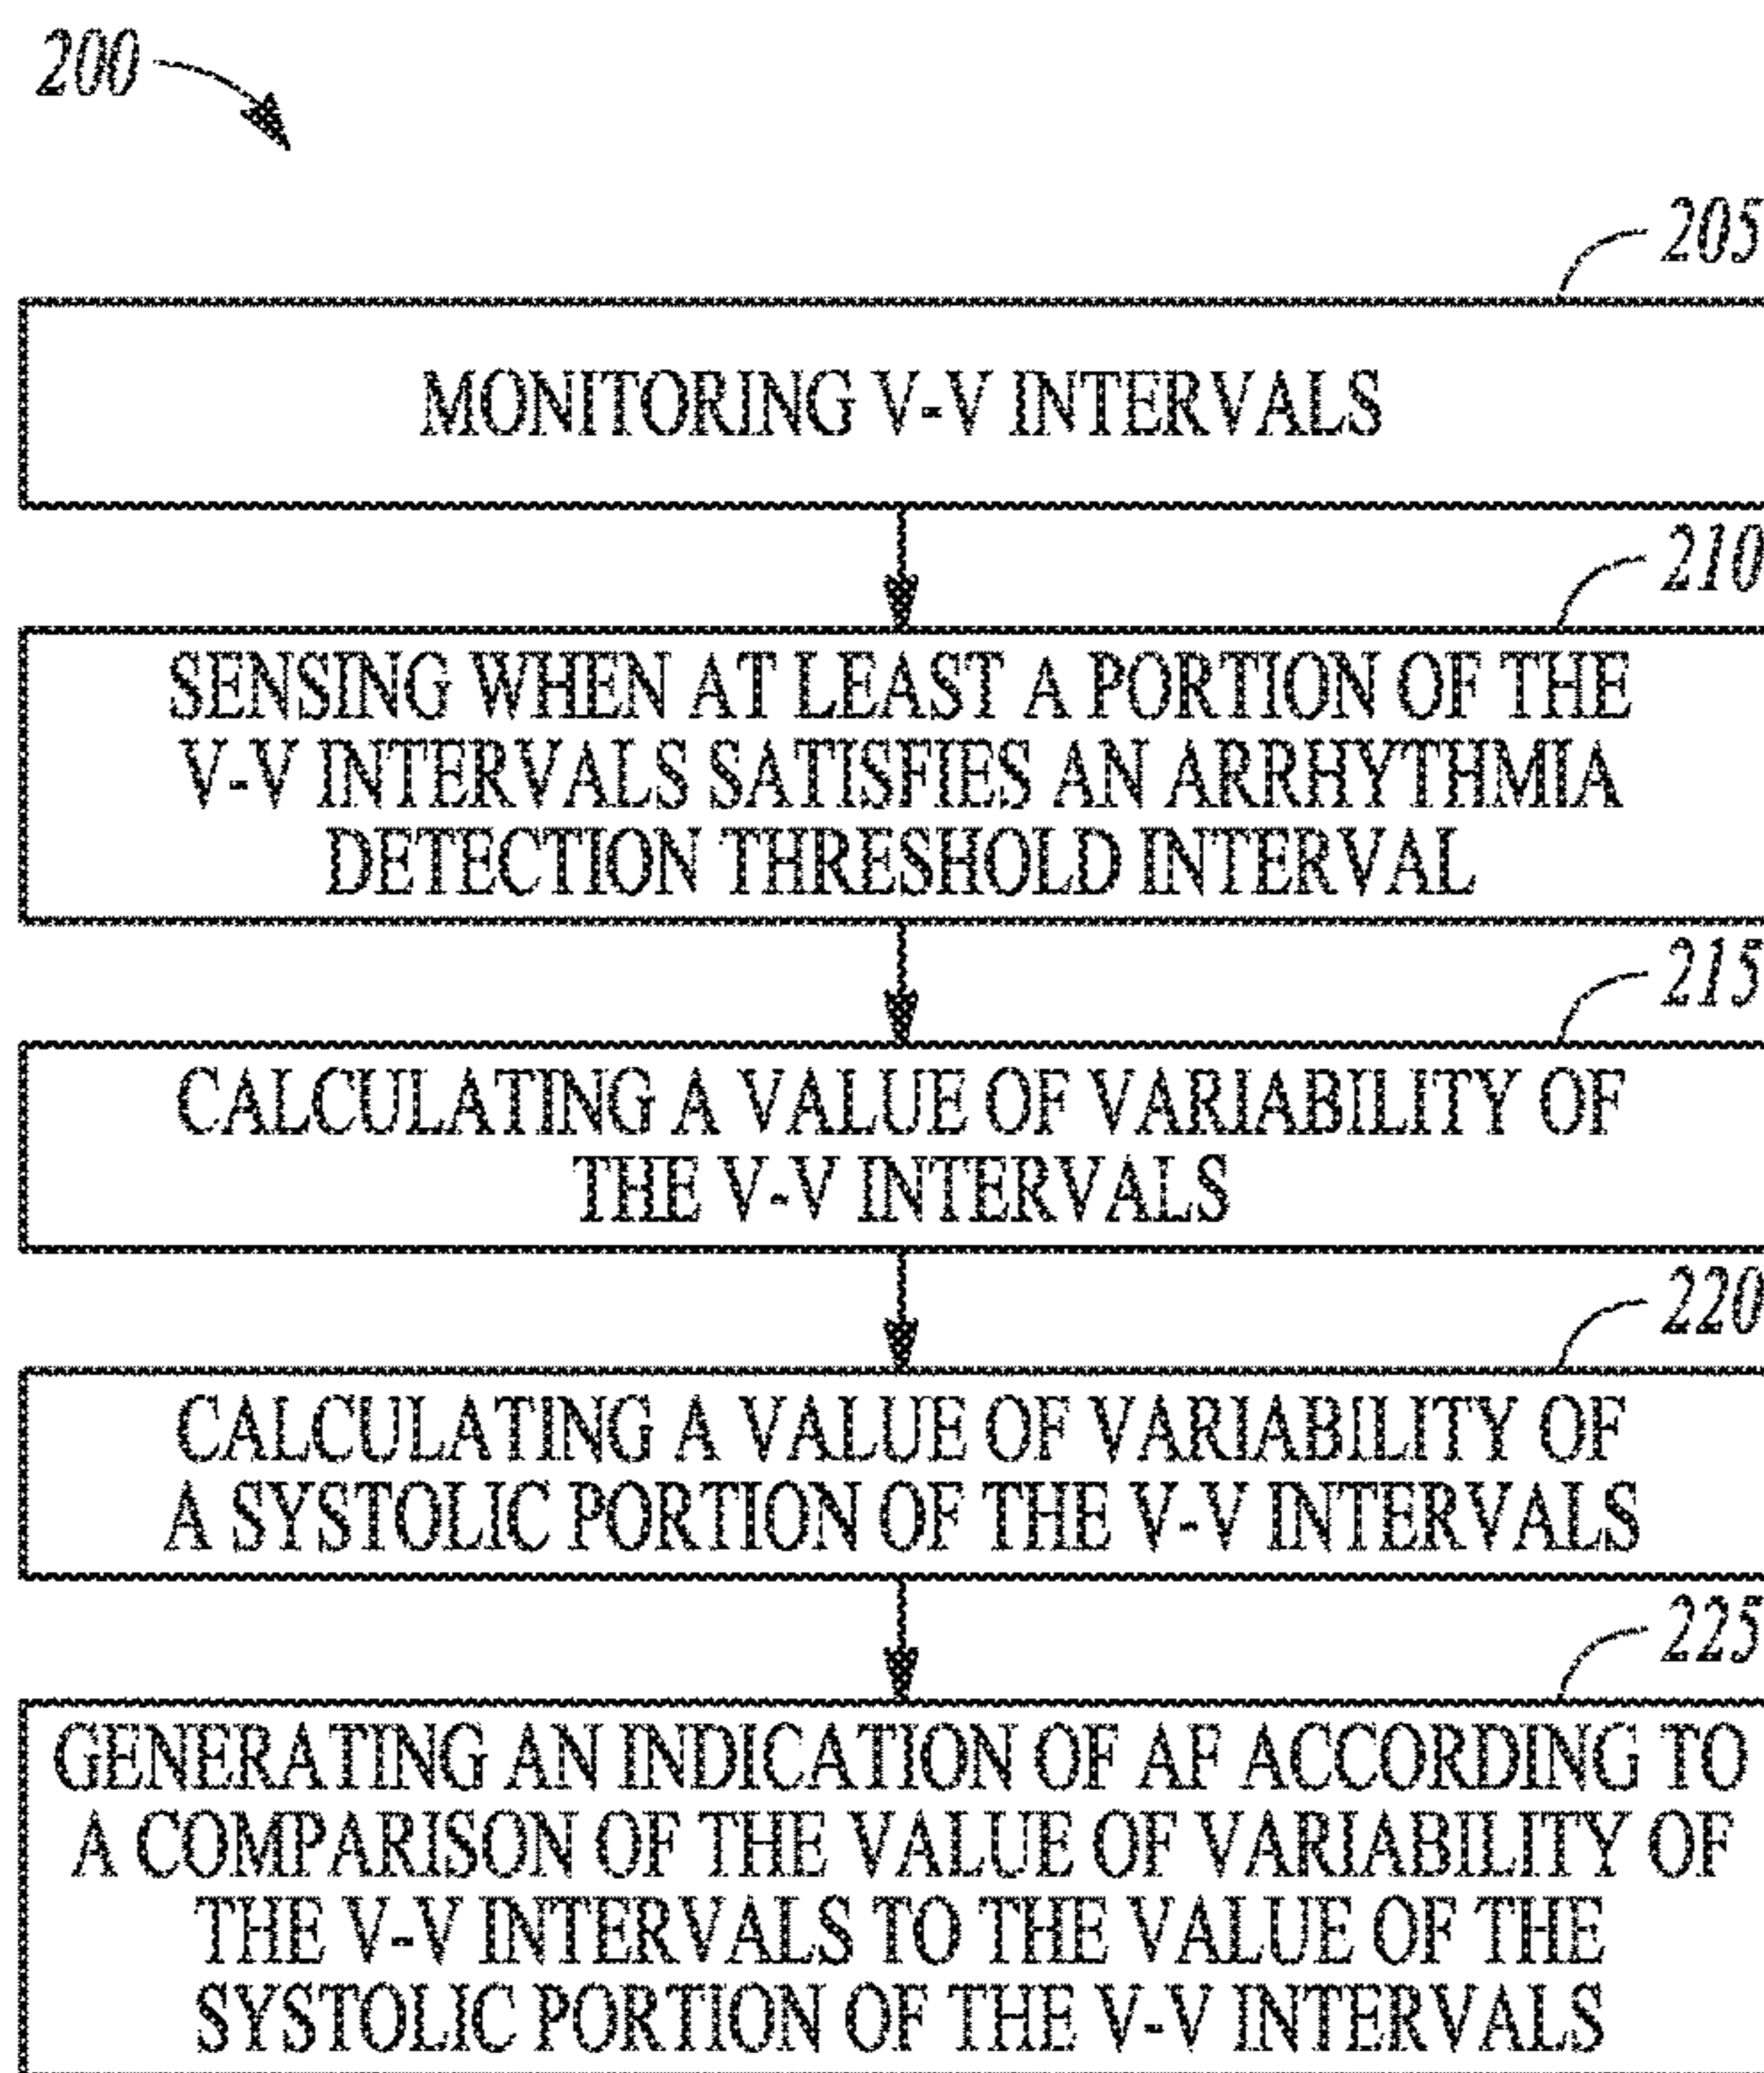 200
205
MONITORING V-V INTERVALS
210
SENSING WHEN AT LEAST A PORTION OF THE
V-V INTERVALS SATISFIES AN ARRHYTHMIA
DETECTION THRESHOLD INTERVAL
215
CALCULATING A VALUE OF VARIABILITY OF
THE V-V INTERVALS
220
CALCULATING A VALUE OF VARIABILITY OF
A SYSTOLIC PORTION OF THE V-V INTERVALS
225
GENERATING AN INDICATION OF AF ACCORDING TO
A COMPARISON OF THE VALUE OF VARIABILITY OF
THE V-V INTERVALS TO THE VALUE OF THE
SYSTOLIC PORTION OF THE V-V INTERVALS